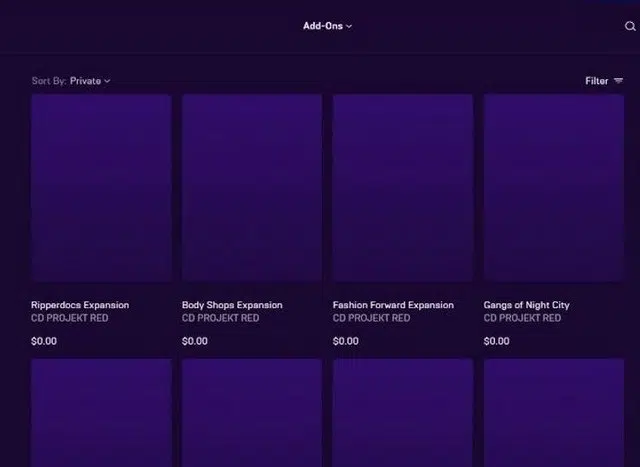 Add-Ons
Sort By: Private
Filter
Ripperdocs Expansion
CD PROJEKT RED
$0.00
Body Shops Expansion
CD PROJEKT RED
$0.00
Fashion Forward Expansion
CD PROJEKT RED
$0.00
Gangs of Night City
CD PROJEKT RED
$0.00